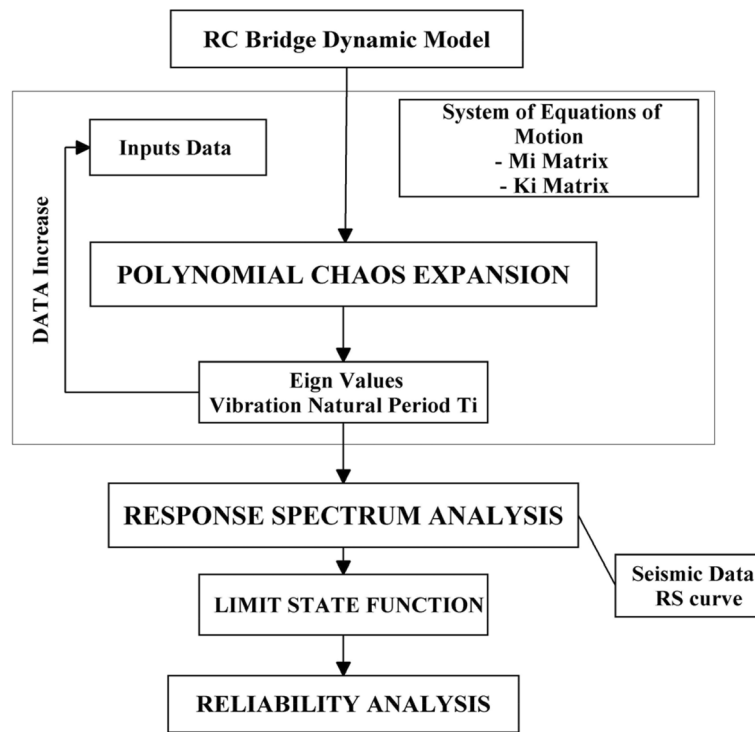 RC Bridge Dynamic Model
System of Equations of
Motion
- Mi Matrix
- Ki Matrix
Inputs Data
DATA Increase
POLYNOMIAL CHAOS EXPANSION
Eign Values
Vibration Natural Period Ti
RESPONSE SPECTRUM ANALYSIS
Seismic Data
RS curve
LIMIT STATE FUNCTION
RELIABILITY ANALYSIS